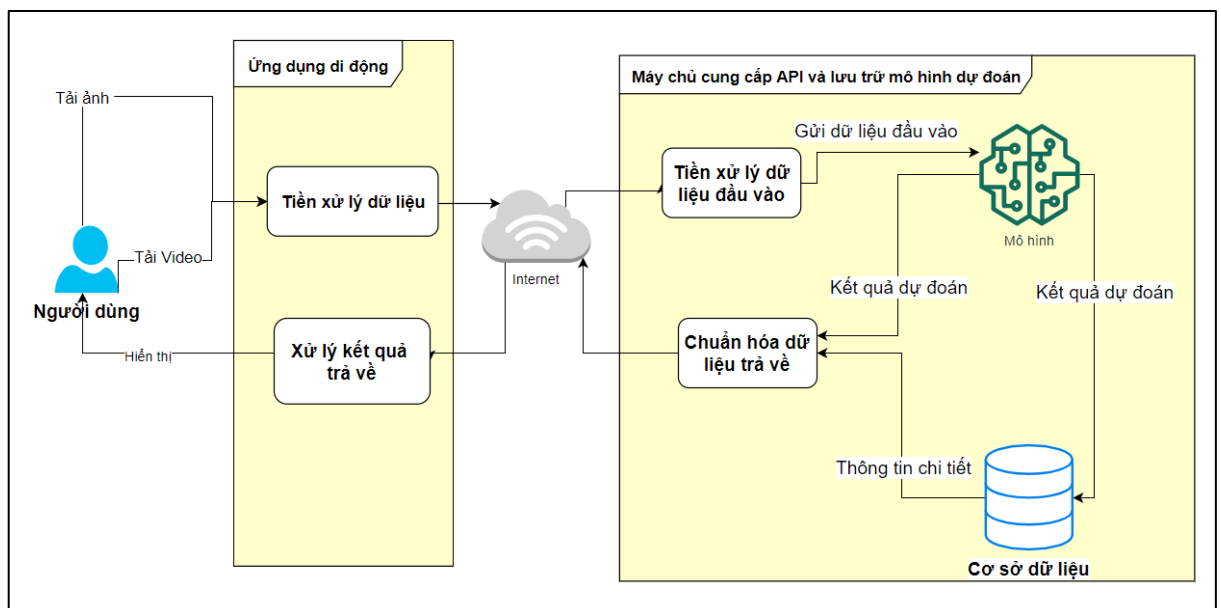 Ứng dụng di động
Máy chủ cung cấp API và lưu trữ mô hình dự đoán
Tải ảnh
Gửi dữ liệu đầu vào
Tiền xử lý dữ liệu
Tiền xử lý dữ
liệu đầu vào
Mô hình
Tải Video
Internet
Người dùng
Kết quả dự đoán
Kết quả dự đoán
Hiển thị
Xử lý kết quả
trả về
Chuẩn hóa dữ
liệu trả về
Thông tin chi tiết
Cơ sở dữ liệu